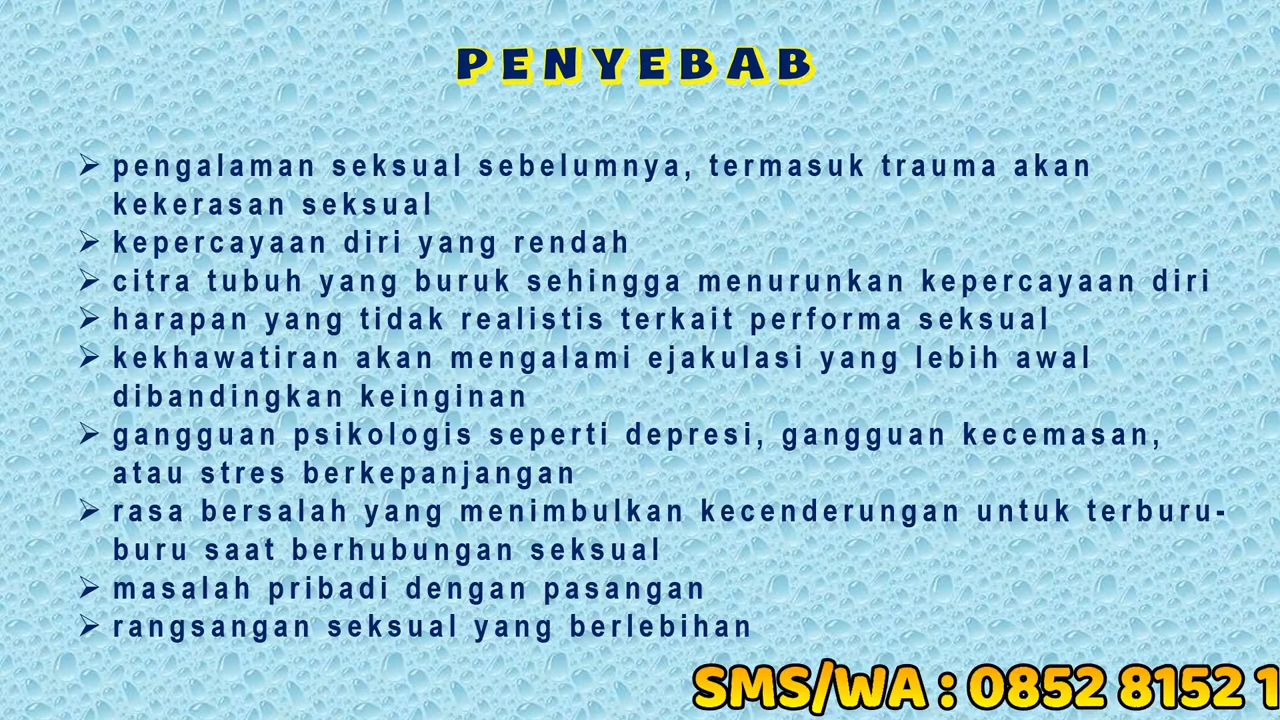 PENYEBAB
➢ pengalaman seksual sebelumnya, termasuk trauma akan
kekerasan seksual
➢ kepercayaan diri yang rendah
➢ citra tubuh yang buruk sehingga menurunkan kepercayaan diri
➢ harapan yang tidak realistis terkait performa seksual
➢ kekhawatiran akan mengalami ejakulasi yang lebih awal
dibandingkan keinginan
➢ gangguan psikologis seperti depresi, gangguan kecemasan,
atau stres berkepanjangan
➢ rasa bersalah yang menimbulkan kecenderungan untuk terburu-
buru saat berhubungan seksual
➢ masalah pribadi dengan pasangan
➢ rangsangan seksual yang berlebihan
SMS/WA : 0852 8152 1